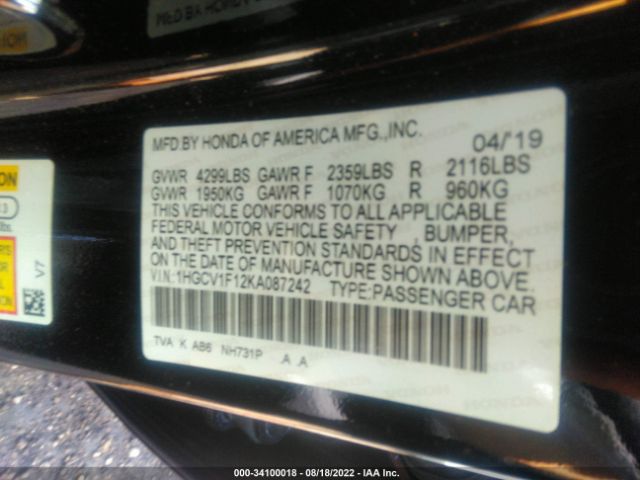 MFD.BY HONDA OF AMERICA MFG.,INC. 04/'19
GVWR 4299LBS GAWR F 2359LBS R 2116LBS
GVWR 1950KG GAWR F 1070KG R 960KG
THIS VEHICLE CONFORMS TO ALL APPLICABLE
FEDERAL MOTOR VEHICLE SAFETY , BUMPER,
AND THEFT PREVENTION STANDARDS IN EFFECT
ON THE DATE OF MANUFACTURE SHOWN ABOVE.
VIN:1HGCV1F12KA087242 TYPE:PASSENGER CAR
TVA K AB6 NH731P A A
V7
000-34100018 - 08/18/2022 - IAA Inc.